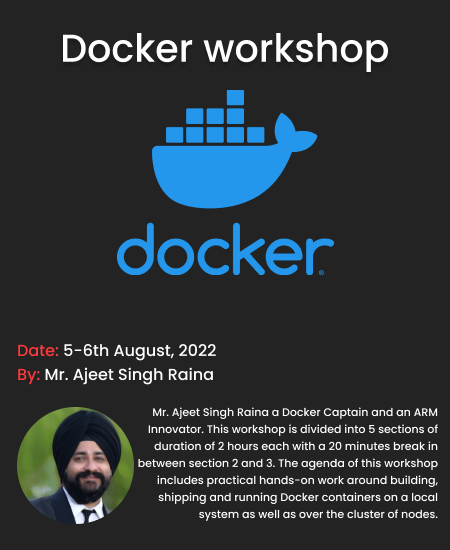 Docker workshop
docker
Date: 5-6th August, 2022
By: Mr. Ajeet Singh Raina
Mr. Ajeet Singh Raina a Docker Captain and an ARM
Innovator. This workshop is divided into 5 sections of
duration of 2 hours each with a 20 minutes break in
between section 2 and 3. The agenda of this workshop
includes practical hands-on work around building,
shipping and running Docker containers on a local
system as well as over the cluster of nodes.